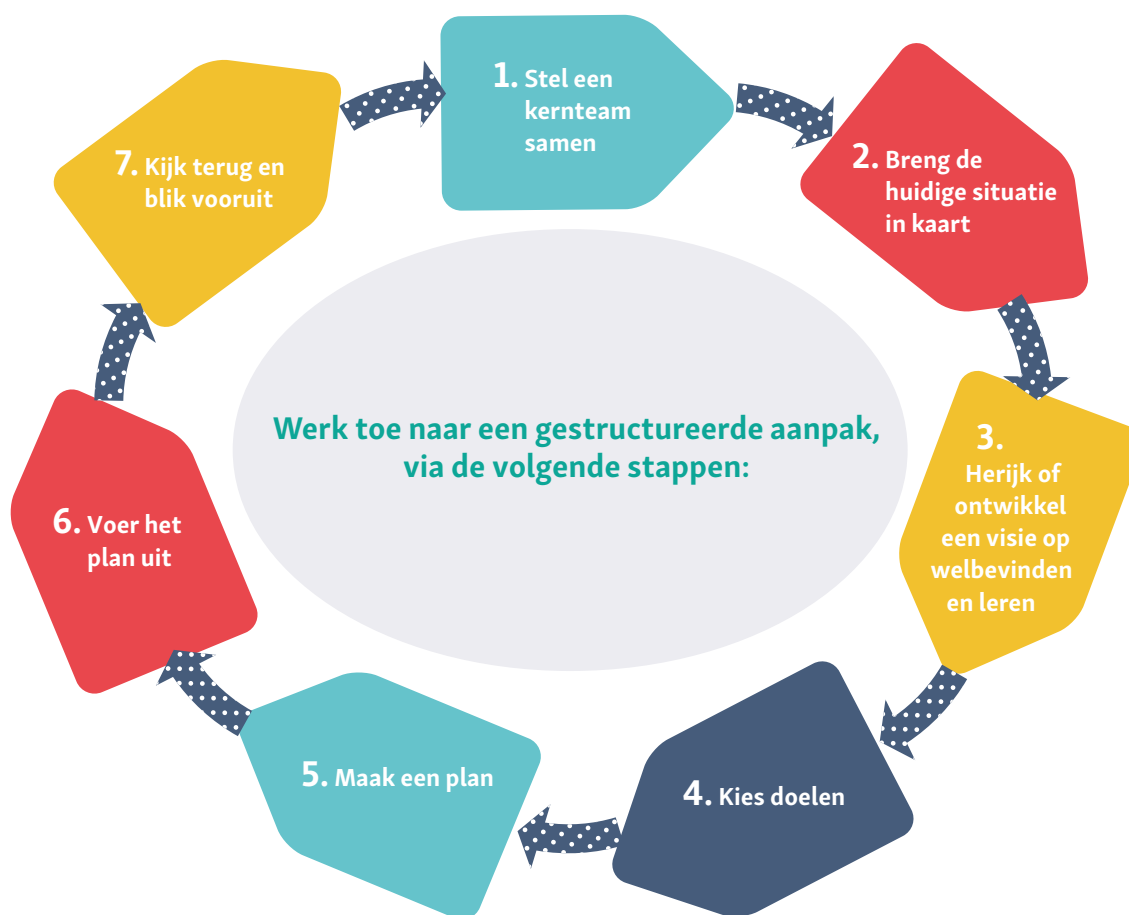 Werk toe naar een gestructureerde aanpak,
via de volgende stappen:
1. Stel een
kernteam
samen
2. Breng de
huidige situatie
in kaart
3.
Herijk of
ontwikkel
een visie op
welbevinden
en leren
4. Kies doelen
5. Maak een plan
6. Voer het
plan uit
7. Kijk terug en
blik vooruit